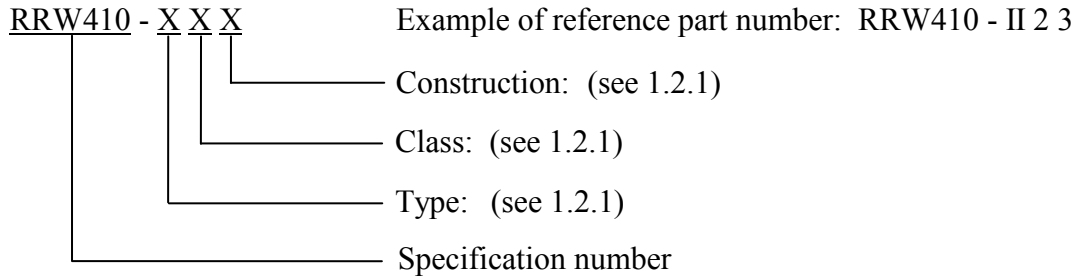 RRW410 - X X X Example of reference part number: RRW410 - II 2 3
Construction: (see 1.2.1)
Class: (see 1.2.1)
Type: (see 1.2.1)
Specification number